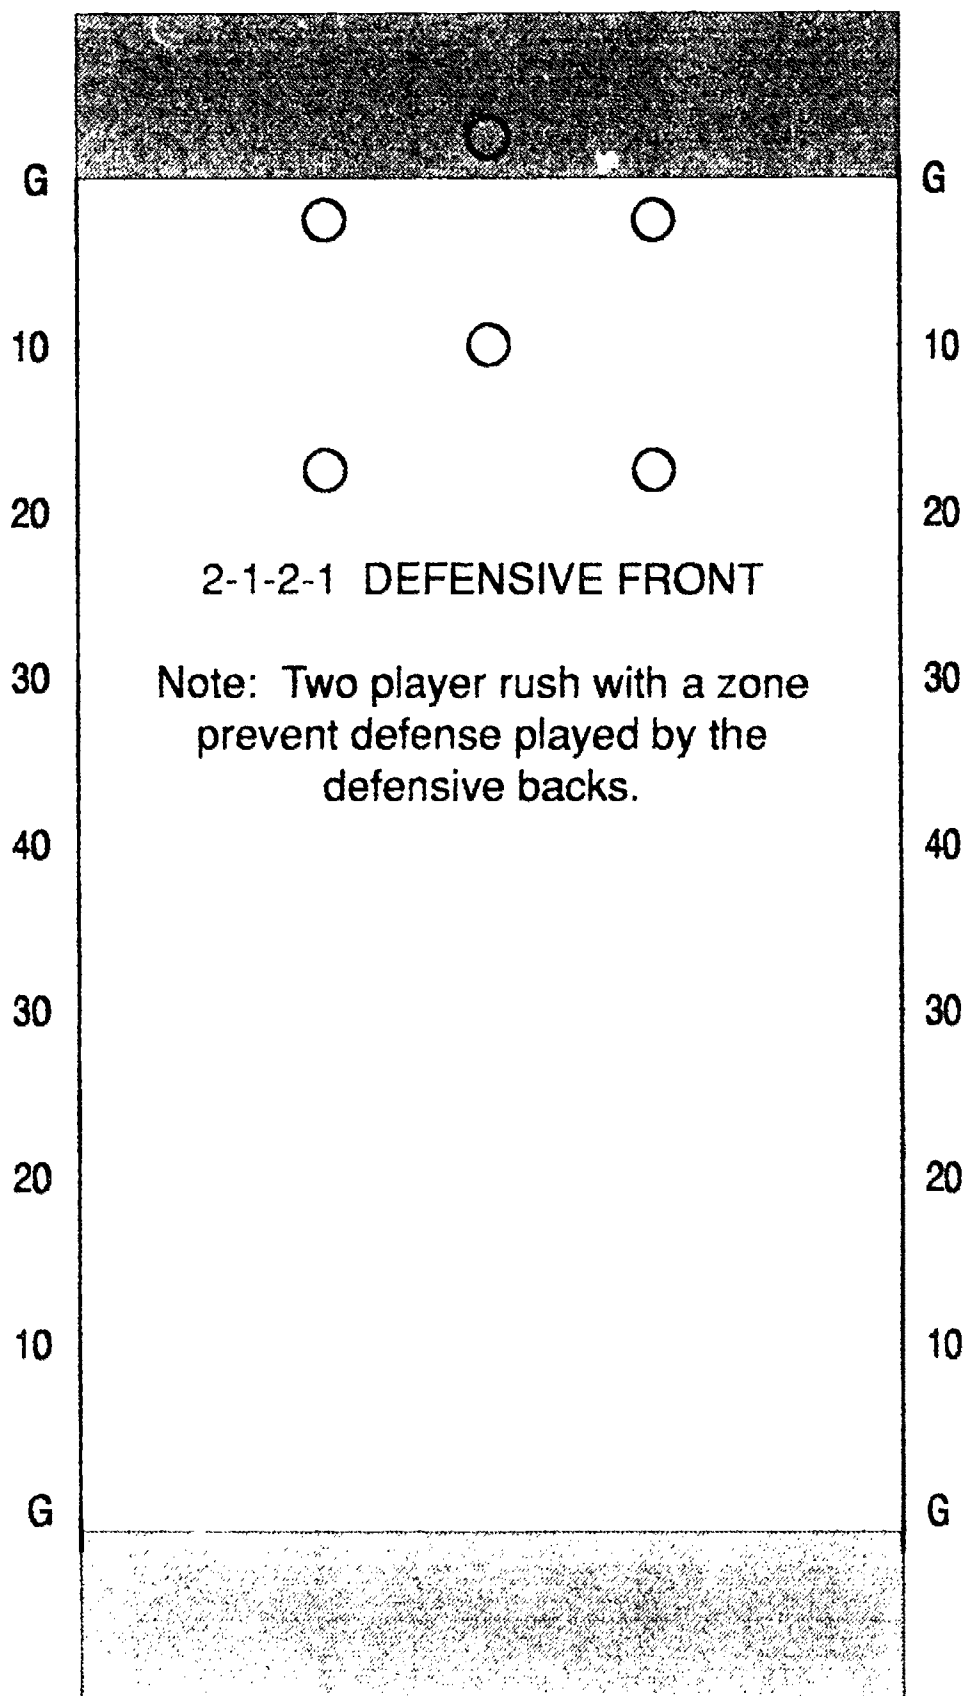 G G
10 10
20 20
2-1-2-1 DEFENSIVE FRONT
30 30
Note: Two player rush with a zone
prevent defense played by the
defensive backs.
40 40
30 30
20 20
10 10
G G